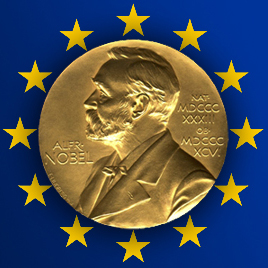 ALFR·
NOBEL
NAT·
MDCCC
XXXIII
OB·
MDCCC
XCVI